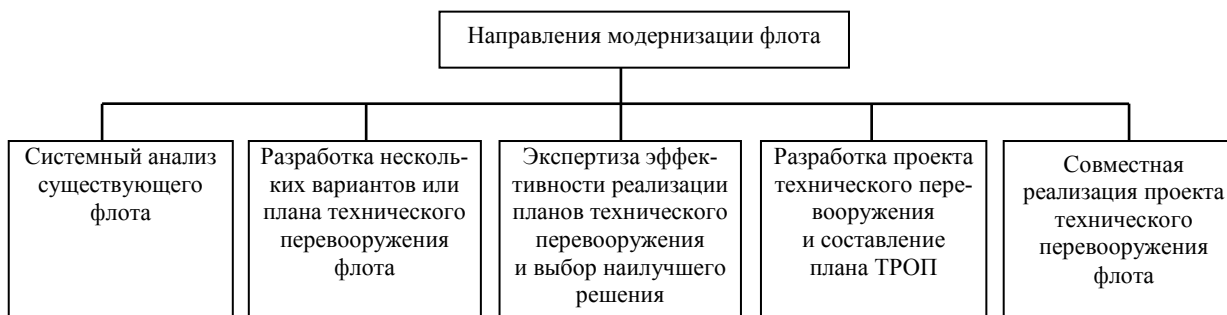 Направления модернизации флота
Системный анализ
существующего
флота
Разработка несколь-
ких вариантов или
плана технического
перевооружения
флота
Экспертиза эффек-
тивности реализации
планов технического
перевооружения
и выбор наилучшего
решения
Разработка проекта
технического пере-
вооружения
и составление
плана ТРОП
Совместная
реализация проекта
технического
перевооружения
флота